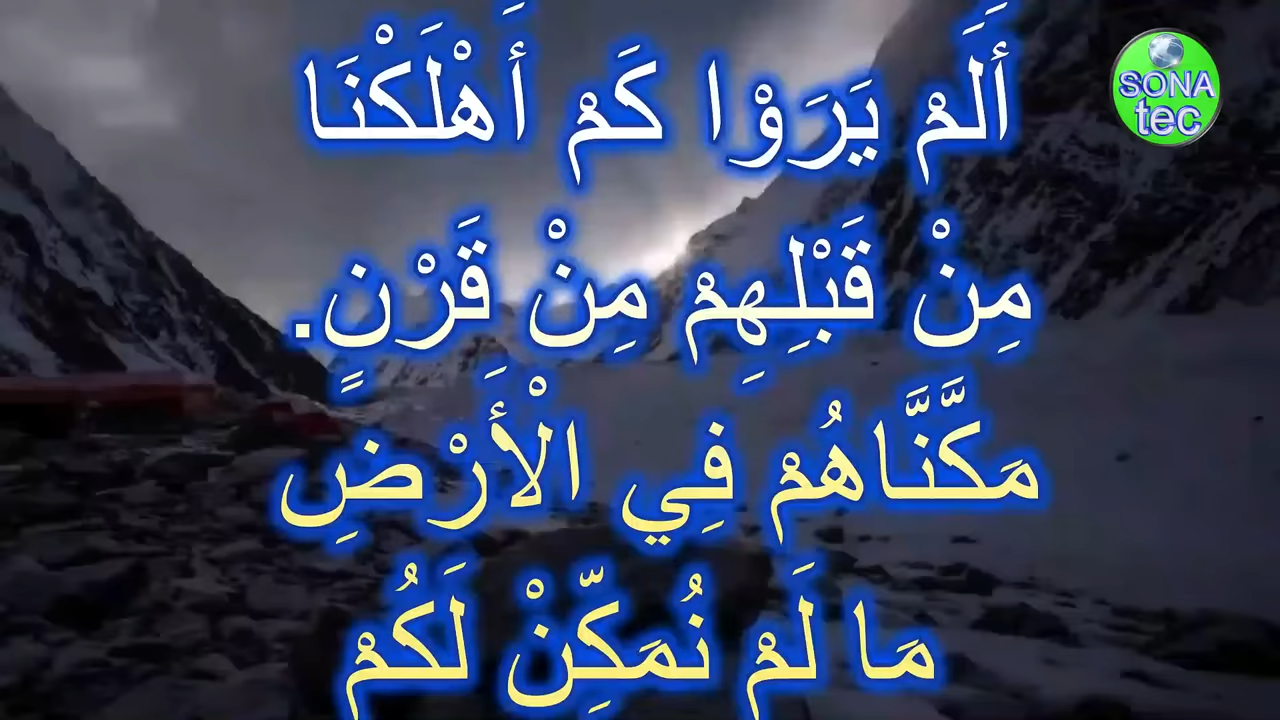 أَلَمْ يَرَوْا كَمْ أَهْلَكْنَا
مِنْ قَبْلِهِمْ مِنْ قَرْنٍ.
مَكَّنَّاهُمْ فِي الْأَرْضِ
مَا لَمْ نُمَكِّنْ لَكُمْ
SONA
tec